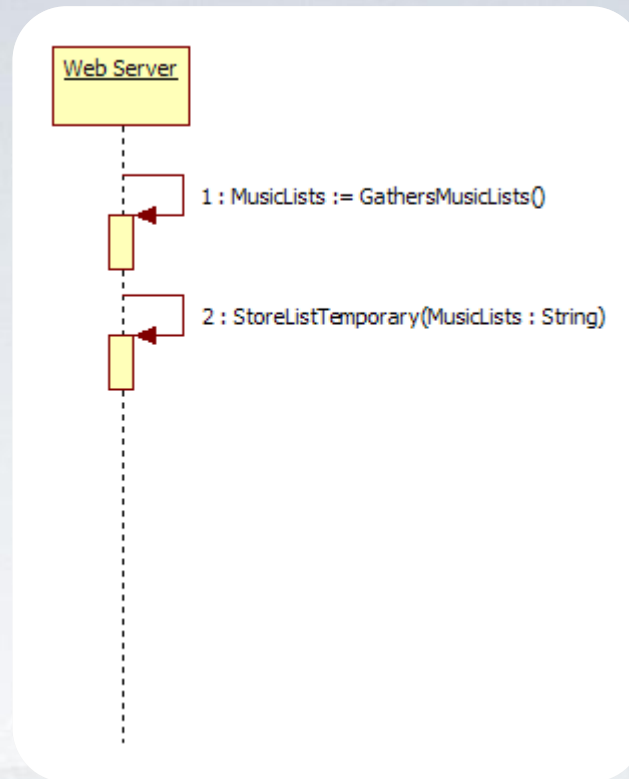 Web Server
1 : MusicLists := GathersMusicLists()
2 : StoreListTemporary(MusicLists : String)